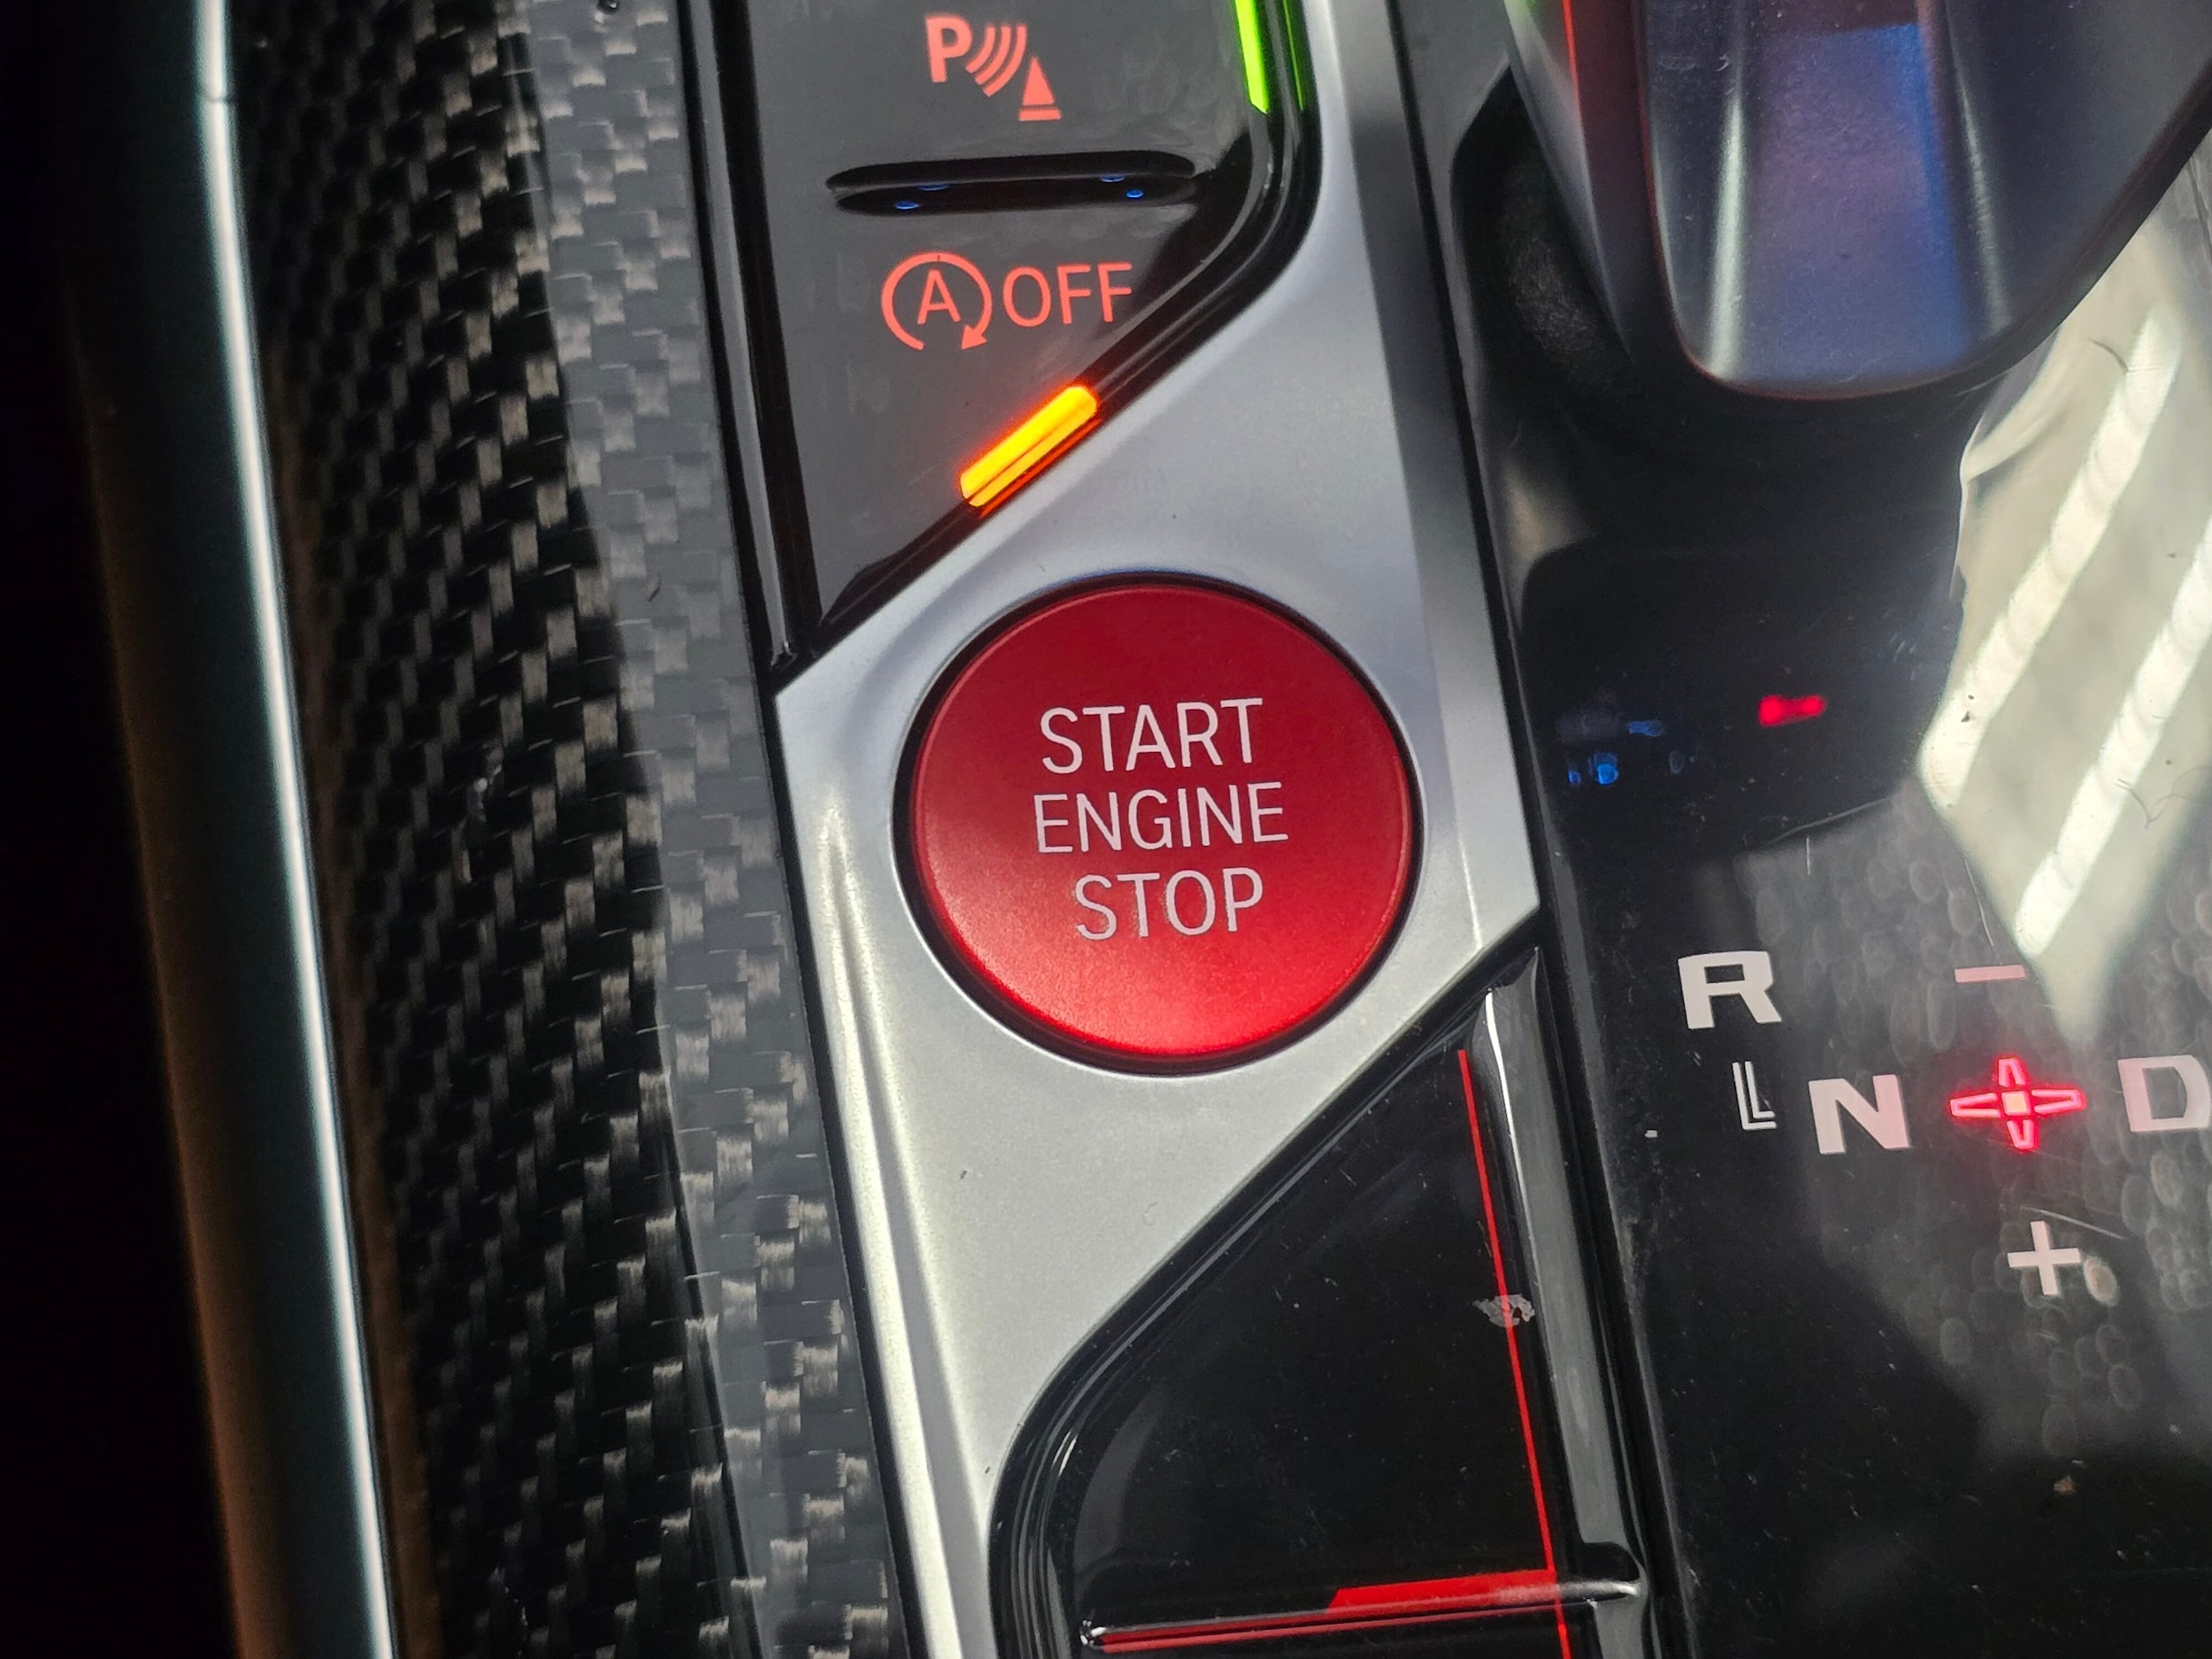 P
A OFF
START
ENGINE
STOP
R −
N D
+